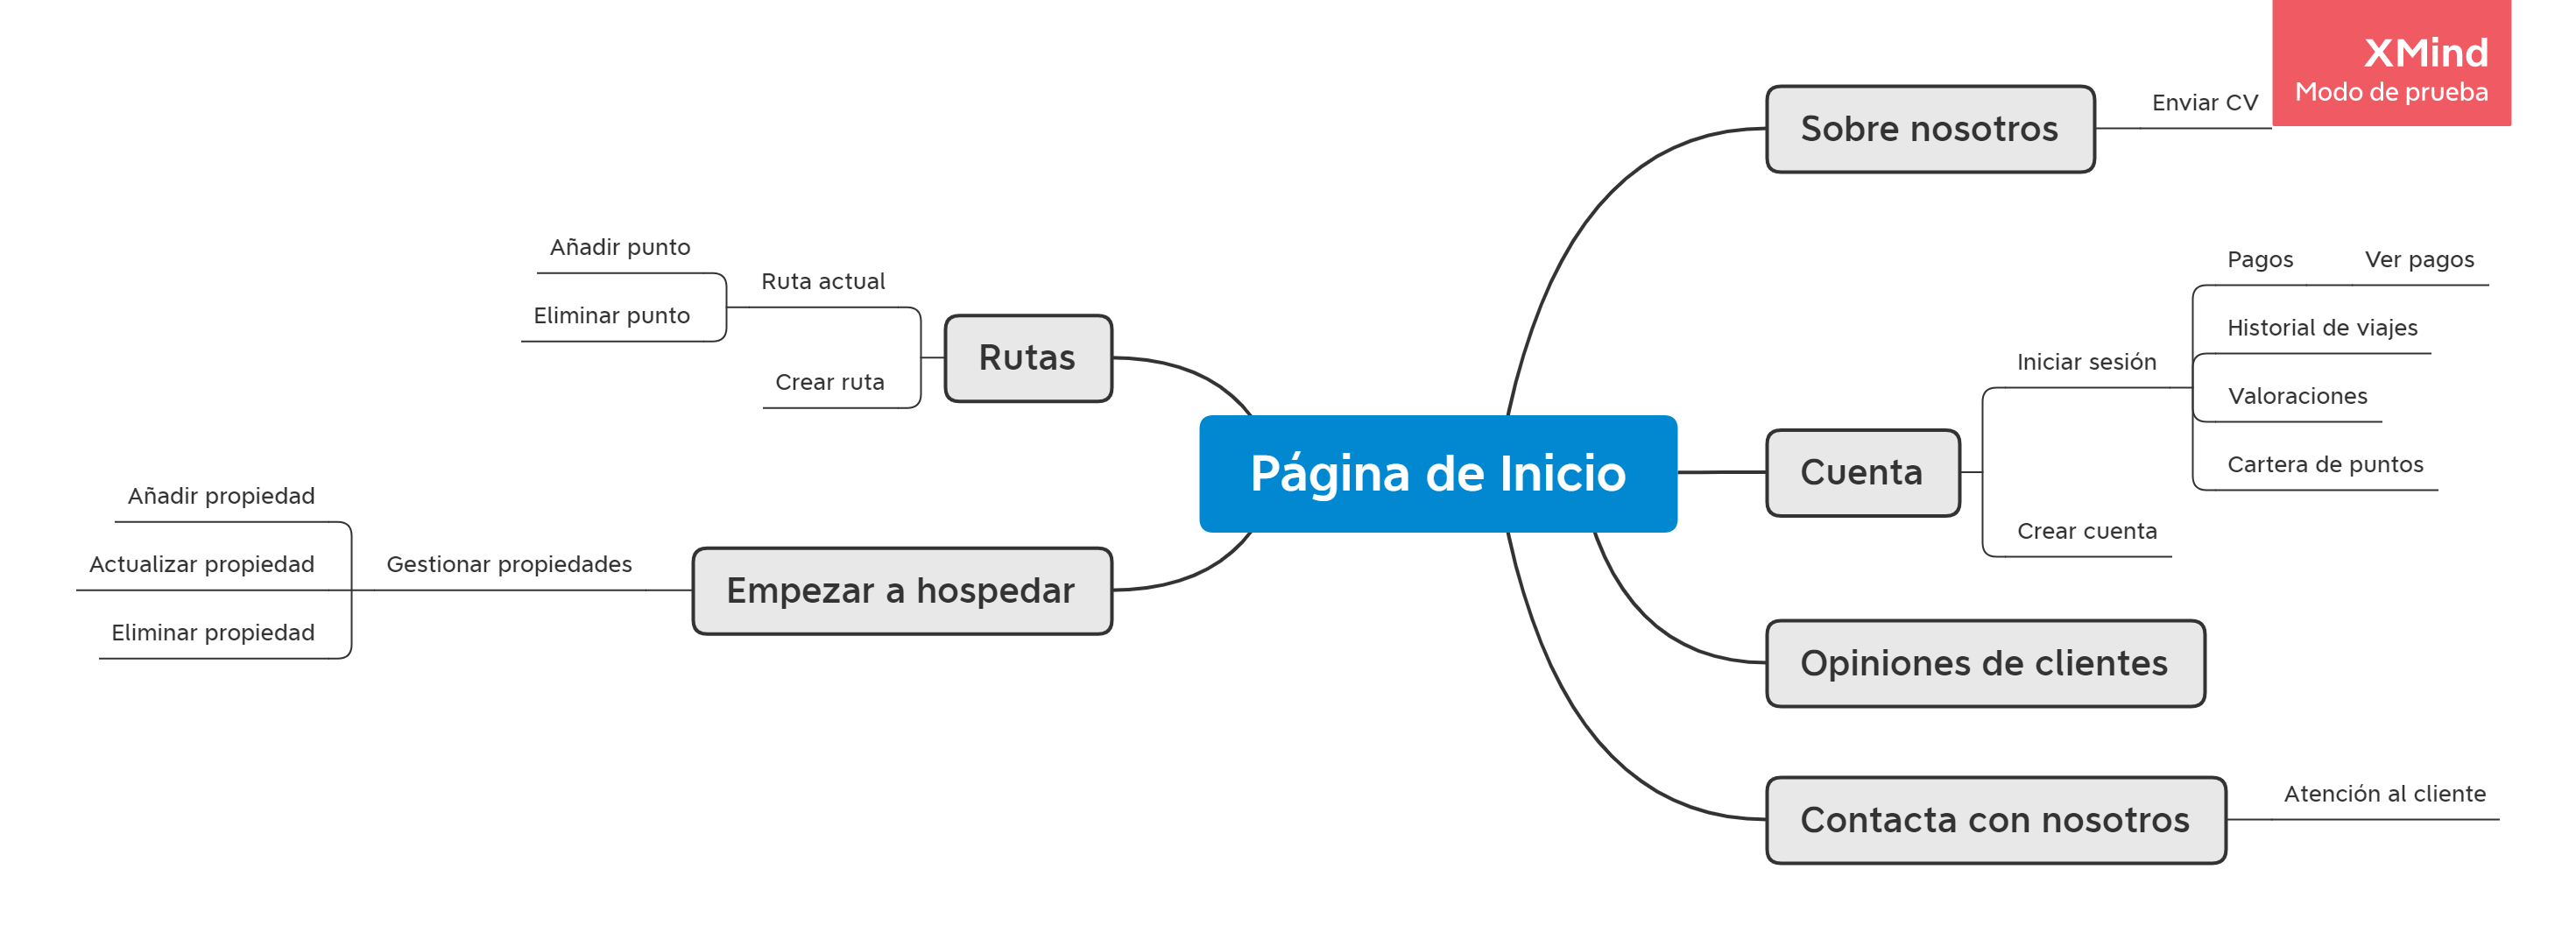 XMind
Modo de prueba
Sobre nosotros
Enviar CV
Añadir punto
Eliminar punto
Ruta actual
Crear ruta
Rutas
Pagos
Ver pagos
Historial de viajes
Valoraciones
Cartera de puntos
Iniciar sesión
Crear cuenta
Cuenta
Página de Inicio
Añadir propiedad
Actualizar propiedad
Eliminar propiedad
Gestionar propiedades
Empezar a hospedar
Opiniones de clientes
Contacta con nosotros
Atención al cliente